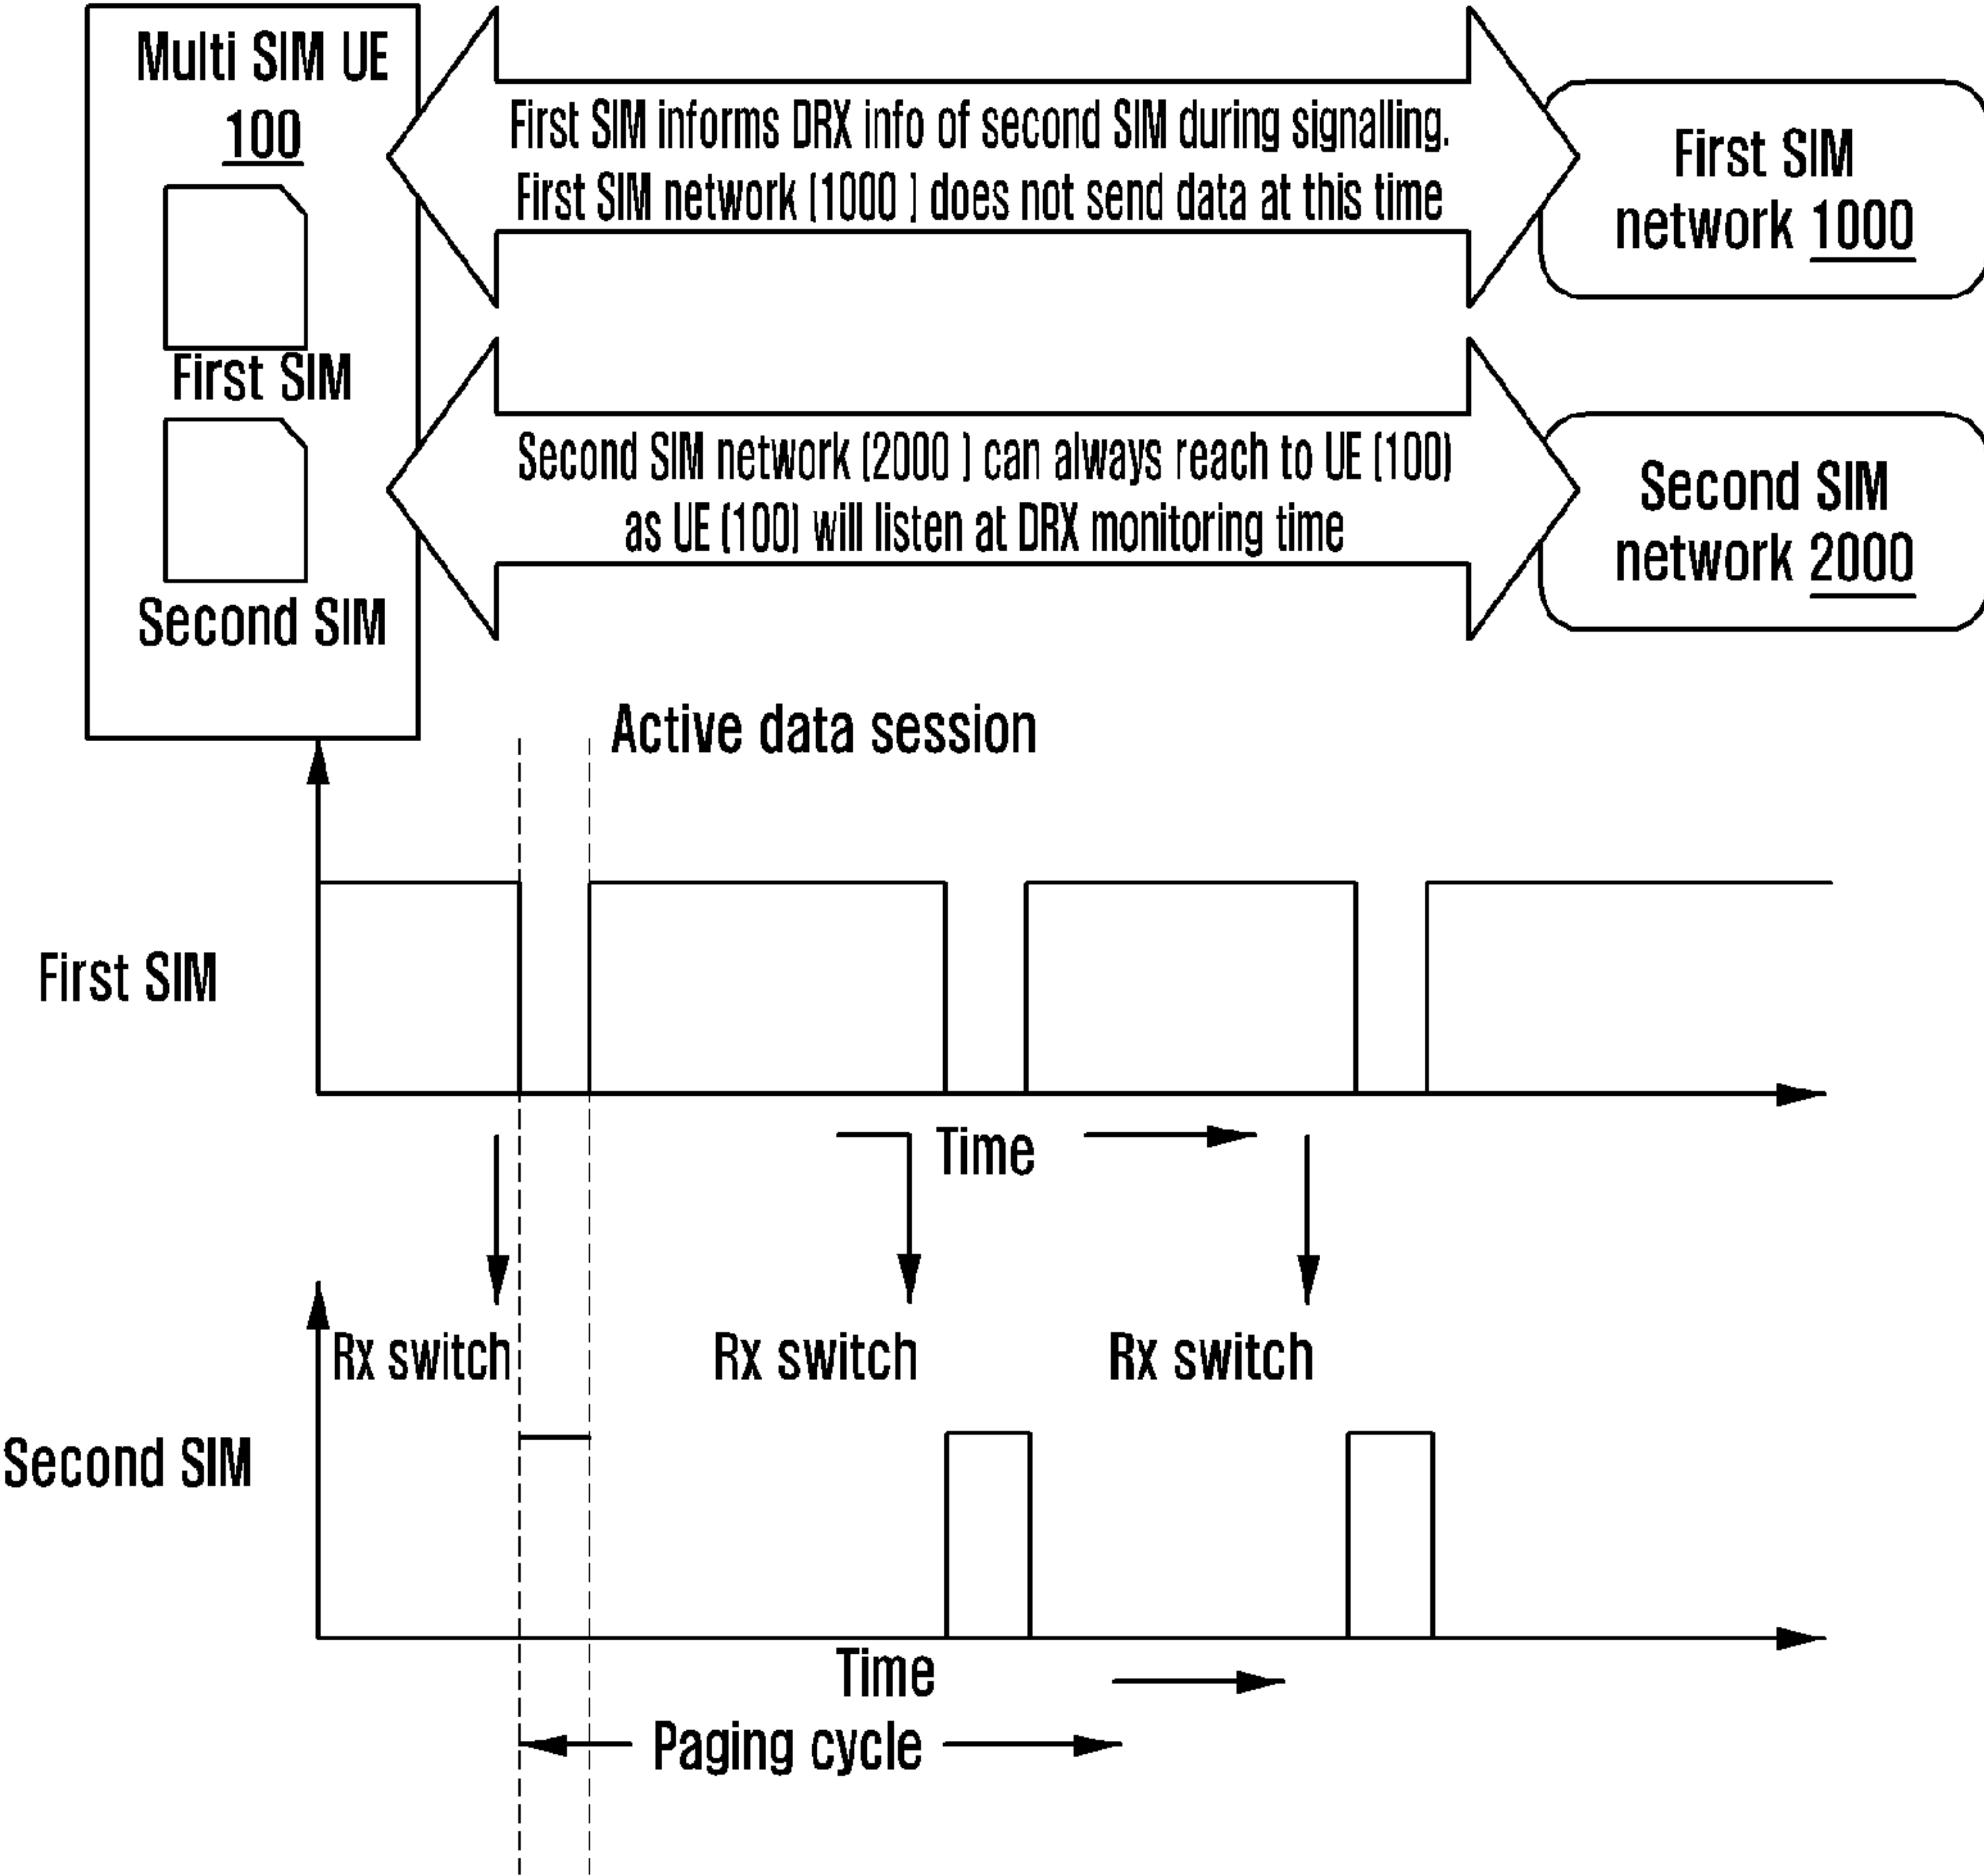 Multi SIM UE
100
First SIM
Second SIM
First SIM informs DRX info of second SIM during signalling.
First SIM network (1000 ) does not send data at this time
First SIM
network 1000
Second SIM network (2000 ) can always reach to UE (100)
as UE (100) will listen at DRX monitoring time
Second SIM
network 2000
Active data session
First SIM
Time
Rx switch
Rx switch
Rx switch
Second SIM
Time
Paging cycle